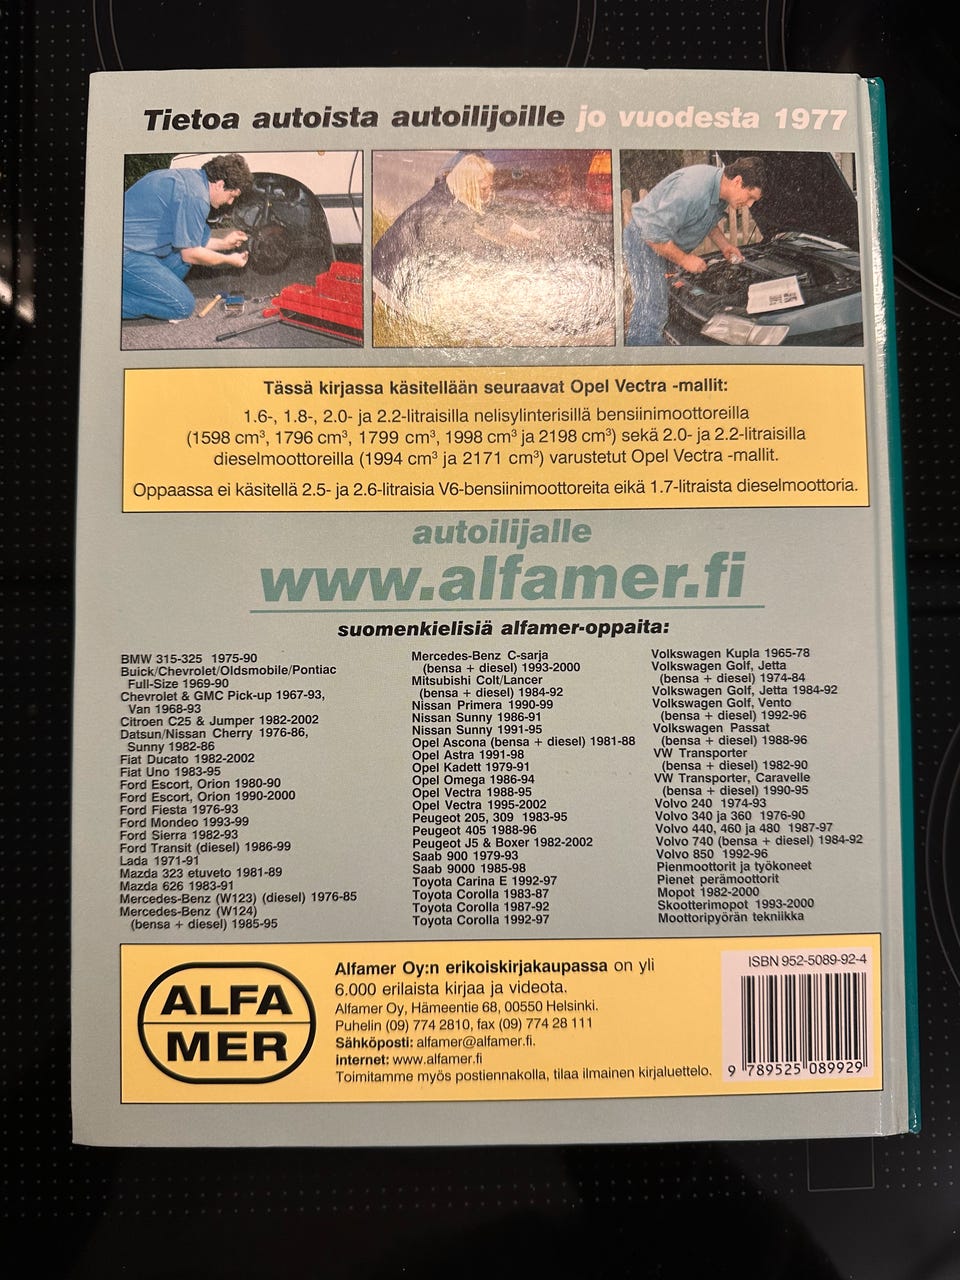 Tietoa autoista autoilijoille jo vuodesta 1977
Tässä kirjassa käsitellään seuraavat Opel Vectra -mallit:
1.6-, 1.8-, 2.0- ja 2.2-litraisilla nelisylinterisillä bensiinimoottoreilla
(1598 cm³, 1796 cm³, 1799 cm³, 1998 cm³ ja 2198 cm³) sekä 2.0- ja 2.2-litraisilla
dieselmoottoreilla (1994 cm³ ja 2171 cm³) varustetut Opel Vectra -mallit.
Oppaassa ei käsitellä 2.5- ja 2.6-litraisia V6-bensiinimoottoreita eikä 1.7-litraista dieselmoottoria.
autoilijalle
www.alfamer.fi
suomenkielisiä alfamer-oppaita:
BMW 315-325 1975-90
Buick/Chevrolet/Oldsmobile/Pontiac
Full-Size 1969-90
Chevrolet & GMC Pick-up 1967-93,
Van 1968-93
Citroen C25 & Jumper 1982-2002
Datsun/Nissan Cherry 1976-86,
Sunny 1982-86
Fiat Ducato 1982-2002
Fiat Uno 1983-95
Ford Escort, Orion 1980-90
Ford Escort, Orion 1990-2000
Ford Fiesta 1976-93
Ford Mondeo 1993-99
Ford Sierra 1982-93
Ford Transit (diesel) 1986-99
Lada 1971-91
Mazda 323 etuveto 1981-89
Mazda 626 1983-91
Mercedes-Benz (W123) (diesel) 1976-85
Mercedes-Benz (W124)
(bensa + diesel) 1985-95
Mercedes-Benz C-sarja
(bensa + diesel) 1993-2000
Mitsubishi Colt/Lancer
(bensa + diesel) 1984-92
Nissan Primera 1990-99
Nissan Sunny 1986-91
Nissan Sunny 1991-95
Opel Ascona (bensa + diesel) 1981-88
Opel Astra 1991-98
Opel Kadett 1979-91
Opel Omega 1986-94
Opel Vectra 1988-95
Opel Vectra 1995-2002
Peugeot 205, 309 1983-95
Peugeot 405 1988-96
Peugeot J5 & Boxer 1982-2002
Saab 900 1979-93
Saab 9000 1985-98
Toyota Carina E 1992-97
Toyota Corolla 1983-87
Toyota Corolla 1987-92
Toyota Corolla 1992-97
Volkswagen Kupla 1965-78
Volkswagen Golf, Jetta
(bensa + diesel) 1974-84
Volkswagen Golf, Jetta 1984-92
Volkswagen Golf, Vento
(bensa + diesel) 1992-96
Volkswagen Passat
(bensa + diesel) 1988-96
VW Transporter
(bensa + diesel) 1982-90
VW Transporter, Caravelle
(bensa + diesel) 1990-95
Volvo 240 1974-93
Volvo 340 ja 360 1976-90
Volvo 440, 460 ja 480 1987-97
Volvo 740 (bensa + diesel) 1984-92
Volvo 850 1992-96
Pienmoottorit ja työkoneet
Pienet perämoottorit
Mopot 1982-2000
Skootterimopot 1993-2000
Moottoripyörän tekniikka
ALFA
MER
Alfamer Oy:n erikoiskirjakaupassa on yli
6.000 erilaista kirjaa ja videota.
Alfamer Oy, Hämeentie 68, 00550 Helsinki.
Puhelin (09) 774 2810, fax (09) 774 28 111
Sähköposti: alfamer@alfamer.fi.
internet: www.alfamer.fi
Toimitamme myös postiennakolla, tilaa ilmainen kirjaluettelo.
ISBN 952-5089-92-4
9 789525 089929